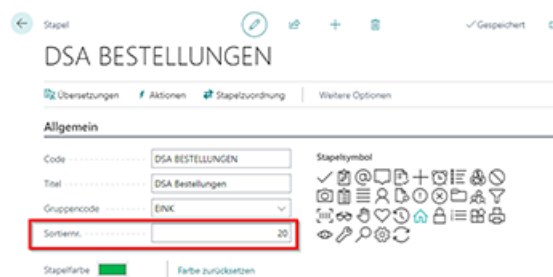 Stapel
Gespeichert
DSA BESTELLUNGEN
Übersetzungen Aktionen Stapelzuordnung Weitere Optionen
Allgemein
Code DSA BESTELLUNGEN
Stapelsymbol
Titel DSA Bestellungen
Gruppencode EINK
Sortiernr. 20
Stapelfarbe Farbe zurücksetzen